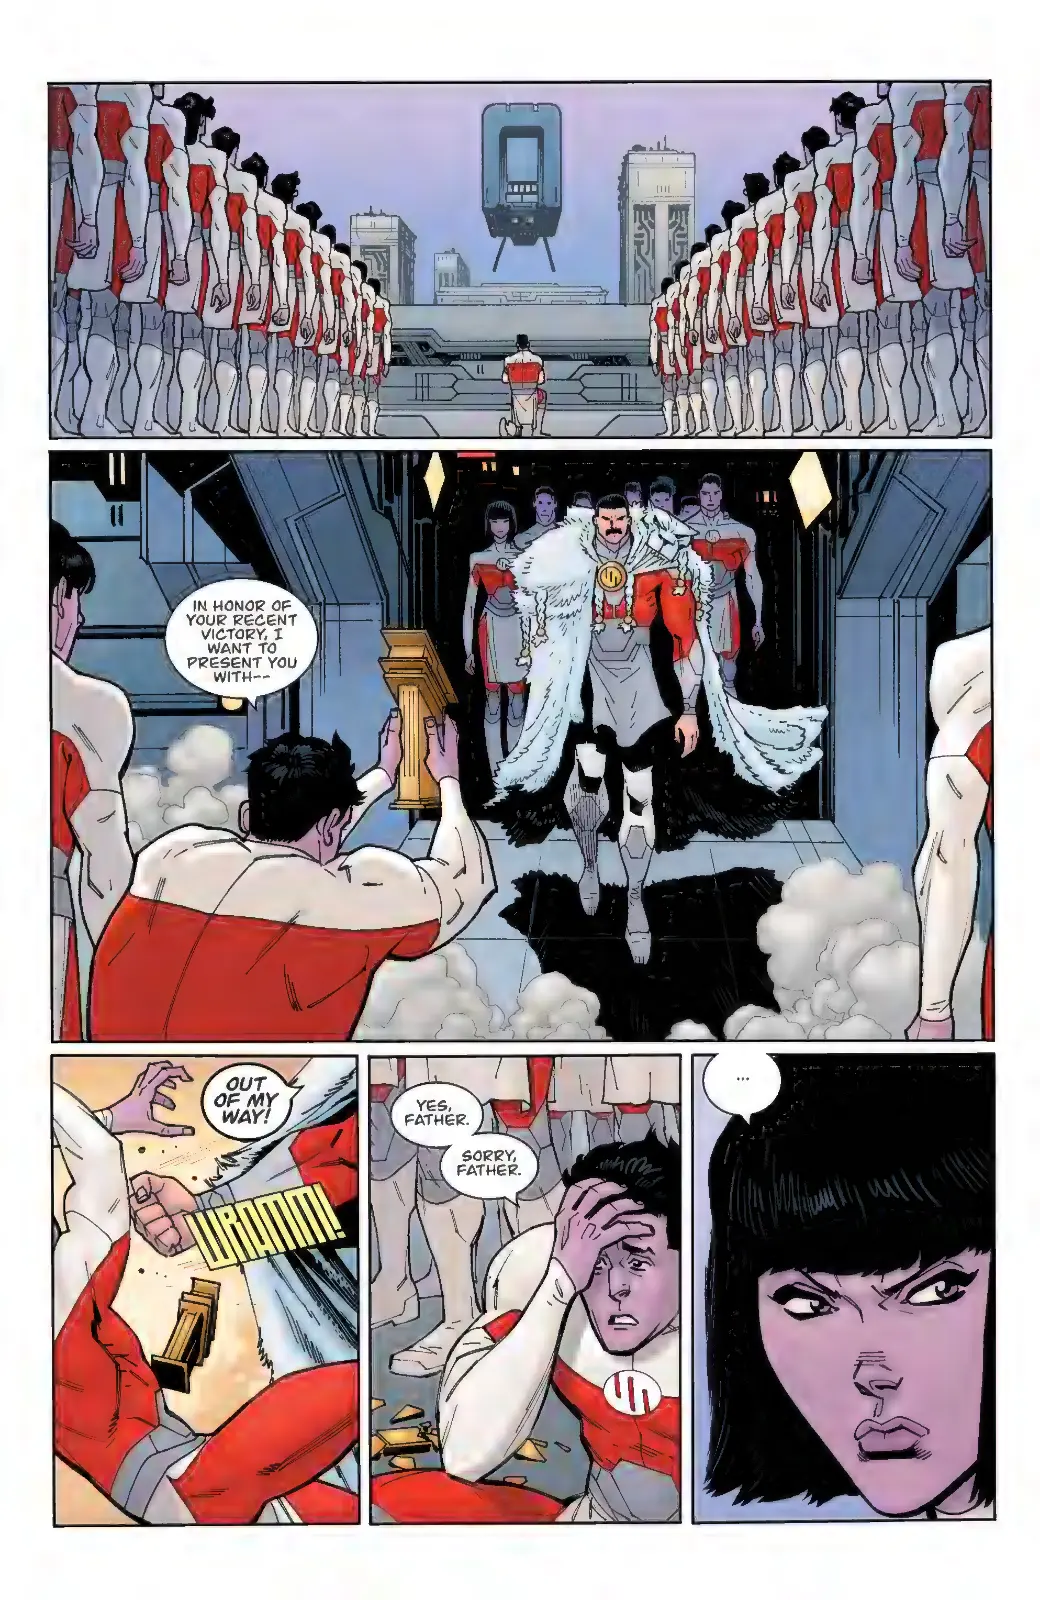 IN HONOR OF
YOUR RECENT
VICTORY, I
WANT TO
PRESENT YOU
WITH--
OUT
OF MY
WAY!
WRAMM!
YES,
FATHER.
SORRY,
FATHER.
...